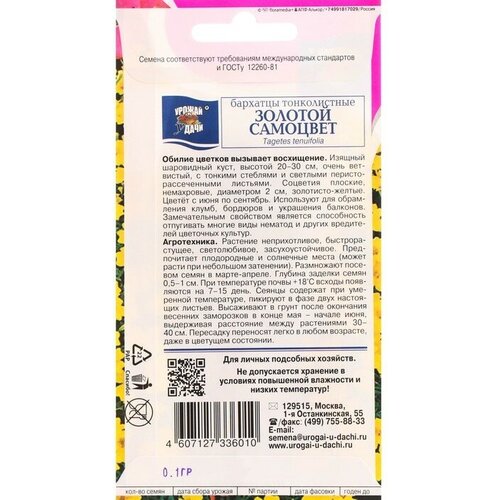 Семена соответствуют требованиям международных стандартов
и ГОСТу 12260-81
УРОЖАЙ
ДАЧИ
бархатцы тонколистные
ЗОЛОТОЙ
САМОЦВЕТ
Tagetes tenuifolia
Обилие цветков вызывает восхищение. Изящный
шаровидный куст, высотой 20–30 см, очень вет-
вистый, с тонкими стеблями и светлыми перисто-
рассеченными листьями. Соцветия плоские,
немахровые, диаметром 2 см, золотисто-желтые.
Цветёт с июня по сентябрь. Используют для обрам-
ления клумб, бордюров и украшения балконов.
Замечательным свойством является способность
отпугивать многие виды нематод и других вредите-
лей цветочных культур.
Агротехника. Растение неприхотливое, быстрора-
стущее, светолюбивое, засухоустойчивое. Предпо-
читает плодородные и солнечные места (может
расти при небольшом затенении). Размножают посе-
вом семян в марте-апреле. Глубина заделки семян
0,5–1 см. При температуре почвы +18°С всходы появ-
ляются на 7–15 день. Сеянцы содержат при уме-
ренной температуре, пикируют в фазе двух настоя-
щих листьев. Высаживают в грунт после окончания
весенних заморозков в конце мая – начале июня,
выдерживая расстояние между растениями 30–
40 см. Пересадку переносят легко в любом возрасте,
даже в цветущем состоянии.
Для личных подсобных хозяйств.
Не допускается хранение в
условиях повышенной влажности и
низких температур!
129515, Москва,
1-я Останкинская, 55
т/факс: (499) 755-88-33
E-mail:
semena@urogai-u-dachi.ru
www.urogai-u-dachi.ru
4 607127 336010
0.1ГР
кол-во семян
дата сбора урожая
№ партии
дата фасовки
годен до